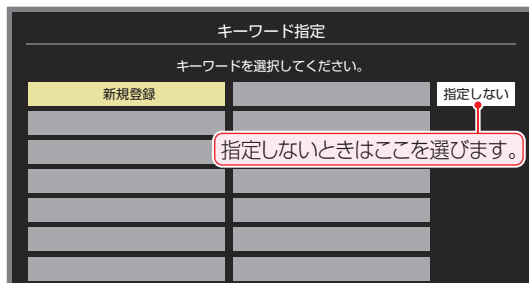 キーワード指定
キーワードを選択してください。
新規登録
指定しない
指定しないときはここを選びます。